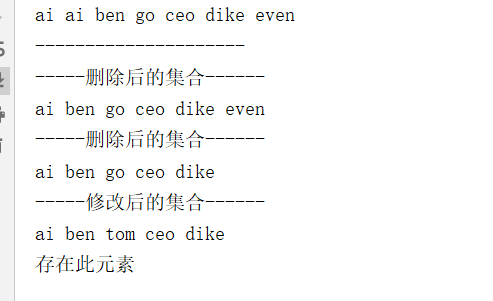 ai ai ben go ceo dike even
---------------------
-----删除后的集合------
ai ben go ceo dike even
-----删除后的集合------
ai ben go ceo dike
-----修改后的集合------
ai ben tom ceo dike
存在此元素